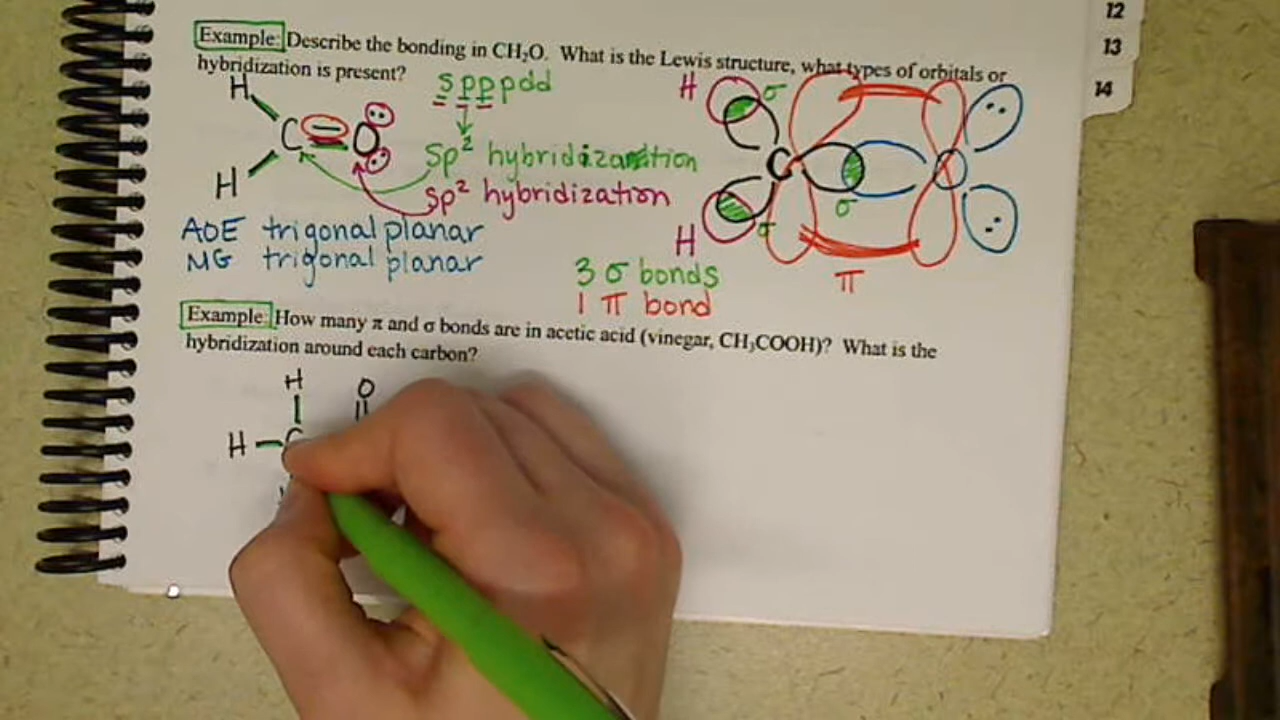 12
13
14
Example: Describe the bonding in CH₂O. What is the Lewis structure, what types of orbitals or
hybridization is present?
s p p p d d
H
C = O
H
sp² hybridization
sp² hybridization
AOE trigonal planar
MG trigonal planar
H σ
C
σ
H σ
3 σ bonds
1 π bond
π
Example: How many π and σ bonds are in acetic acid (vinegar, CH₃COOH)? What is the
hybridization around each carbon?
H O
H - C